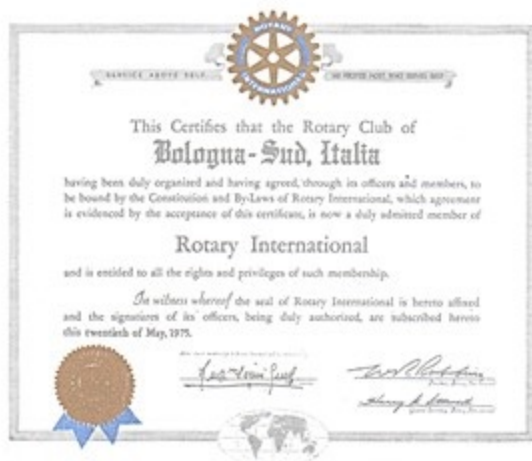 ROTARY
INTERNATIONAL
SERVICE ABOVE SELF
HE PROFITS MOST WHO SERVES BEST
This Certifies that the Rotary Club of
Bologna-Sud, Italia
having been duly organized and having agreed, through its officers and members, to
be bound by the Constitution and By-Laws of Rotary International, which agreement
is evidenced by the acceptance of this certificate, is now a duly admitted member of
Rotary International
and is entitled to all the rights and privileges of such membership.
In witness whereof the seal of Rotary International is hereto affixed
and the signatures of its officers, being duly authorized, are subscribed hereto
this twentieth of May, 1975.